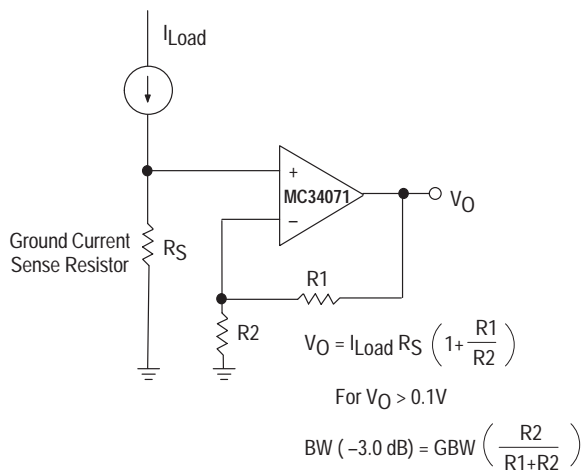 ILoad
+
MC34071
−
VO
Ground Current
Sense Resistor
RS
R1
R2
VO = ILoad RS ( 1+ R1
R2 )
For VO > 0.1V
BW ( −3.0 dB) = GBW ( R2
R1+R2 )